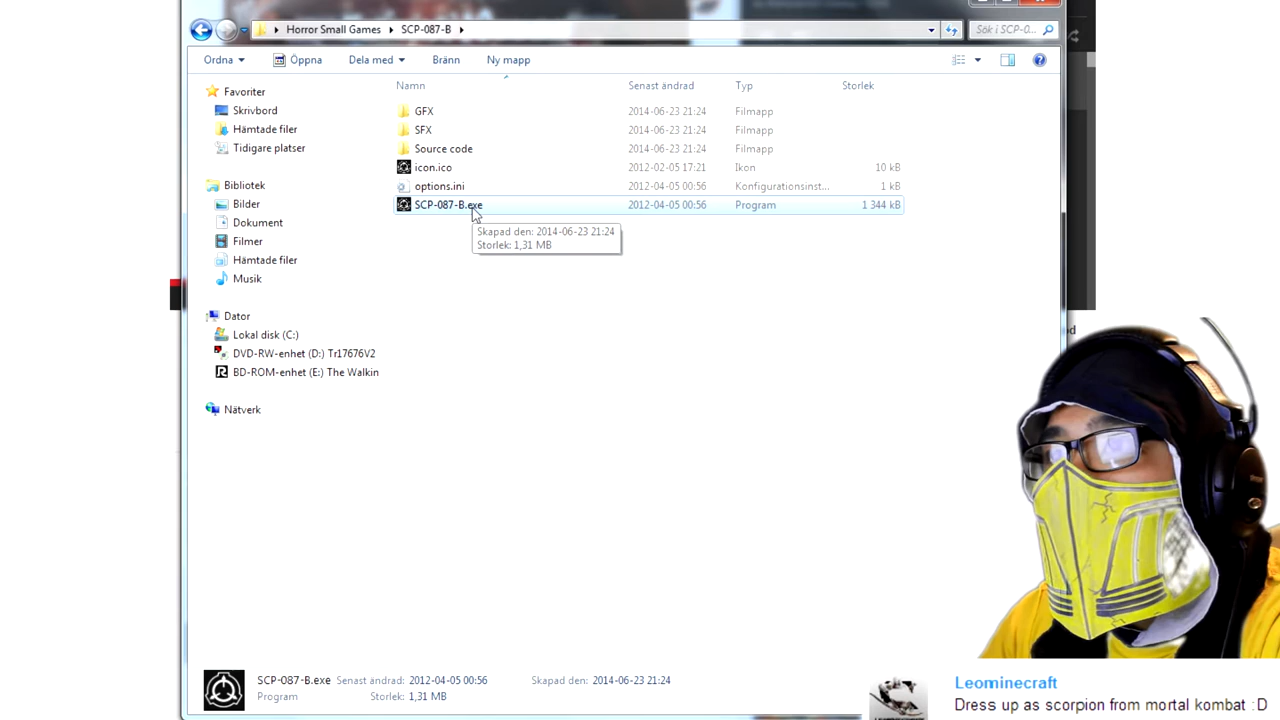 Horror Small Games
SCP-087-B
Sök i SCP-0...
Ordna
Öppna
Dela med
Bränn
Ny mapp
Namn
Senast ändrad
Typ
Storlek
Favoriter
Skrivbord
Hämtade filer
Tidigare platser
Bibliotek
Bilder
Dokument
Filmer
Hämtade filer
Musik
Dator
Lokal disk (C:)
DVD-RW-enhet (D:) Tr17676V2
BD-ROM-enhet (E:) The Walkin
Nätverk
GFX 2014-06-23 21:24 Filmapp
SFX 2014-06-23 21:24 Filmapp
Source code 2014-06-23 21:24 Filmapp
icon.ico 2012-02-05 17:21 Ikon 10 kB
options.ini 2012-04-05 00:56 Konfigurationsinst... 1 kB
SCP-087-B.exe 2012-04-05 00:56 Program 1 344 kB
Skapad den: 2014-06-23 21:24
Storlek: 1,31 MB
SCP-087-B.exe Senast ändrad: 2012-04-05 00:56 Skapad den: 2014-06-23 21:24
Program Storlek: 1,31 MB
Leominecraft
Dress up as scorpion from mortal kombat :D